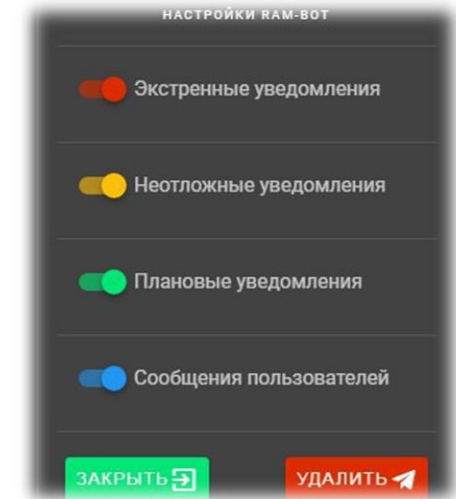 НАСТРОЙКИ RAM-BOT
Экстренные уведомления
Неотложные уведомления
Плановые уведомления
Сообщения пользователей
ЗАКРЫТЬ
УДАЛИТЬ